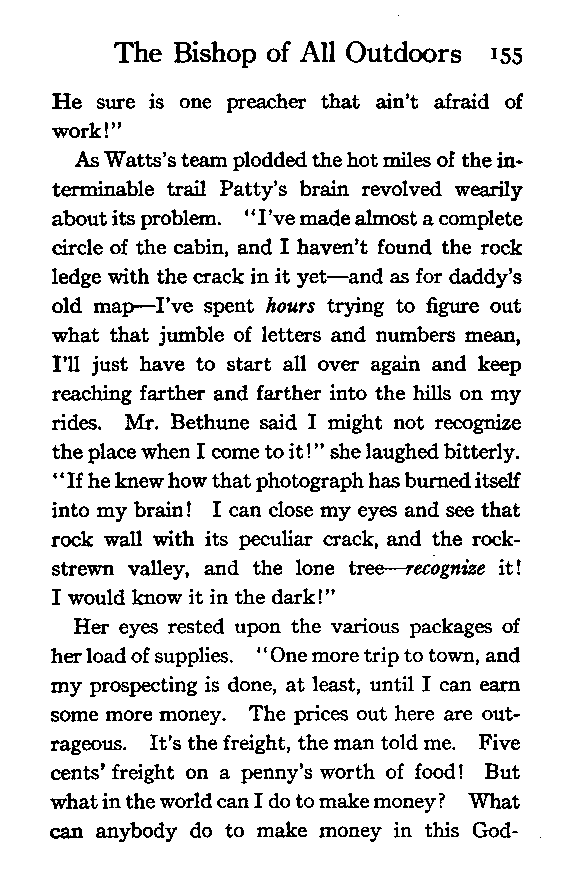 The Bishop of All Outdoors 155
He sure is one preacher that ain't afraid of
work!"
As Watts's team plodded the hot miles of the in-
terminable trail Patty's brain revolved wearily
about its problem. "I've made almost a complete
circle of the cabin, and I haven't found the rock
ledge with the crack in it yet—and as for daddy's
old map—I've spent hours trying to figure out
what that jumble of letters and numbers mean,
I'll just have to start all over again and keep
reaching farther and farther into the hills on my
rides. Mr. Bethune said I might not recognize
the place when I come to it!" she laughed bitterly.
"If he knew how that photograph has burned itself
into my brain! I can close my eyes and see that
rock wall with its peculiar crack, and the rock-
strewn valley, and the lone tree—recognize it!
I would know it in the dark!"
Her eyes rested upon the various packages of
her load of supplies. "One more trip to town, and
my prospecting is done, at least, until I can earn
some more money. The prices out here are out-
rageous. It's the freight, the man told me. Five
cents' freight on a penny's worth of food! But
what in the world can I do to make money? What
can anybody do to make money in this God-